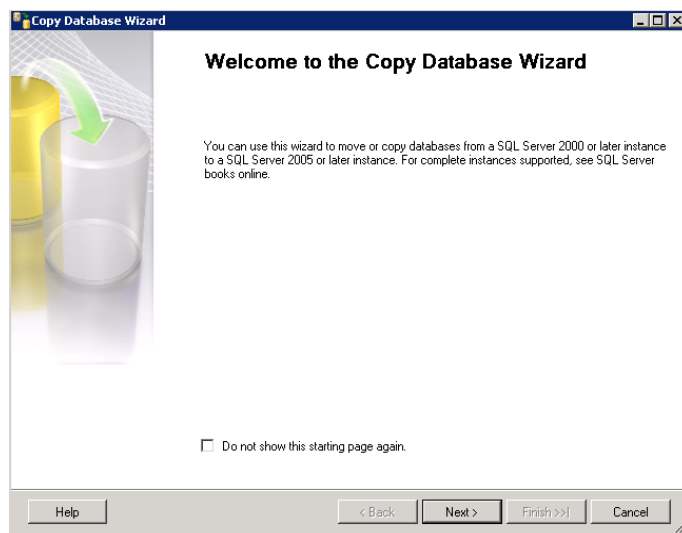 Copy Database Wizard
Welcome to the Copy Database Wizard
You can use this wizard to move or copy databases from a SQL Server 2000 or later instance
to a SQL Server 2005 or later instance. For complete instances supported, see SQL Server
books online.
Do not show this starting page again.
Help
< Back
Next >
Finish >>|
Cancel